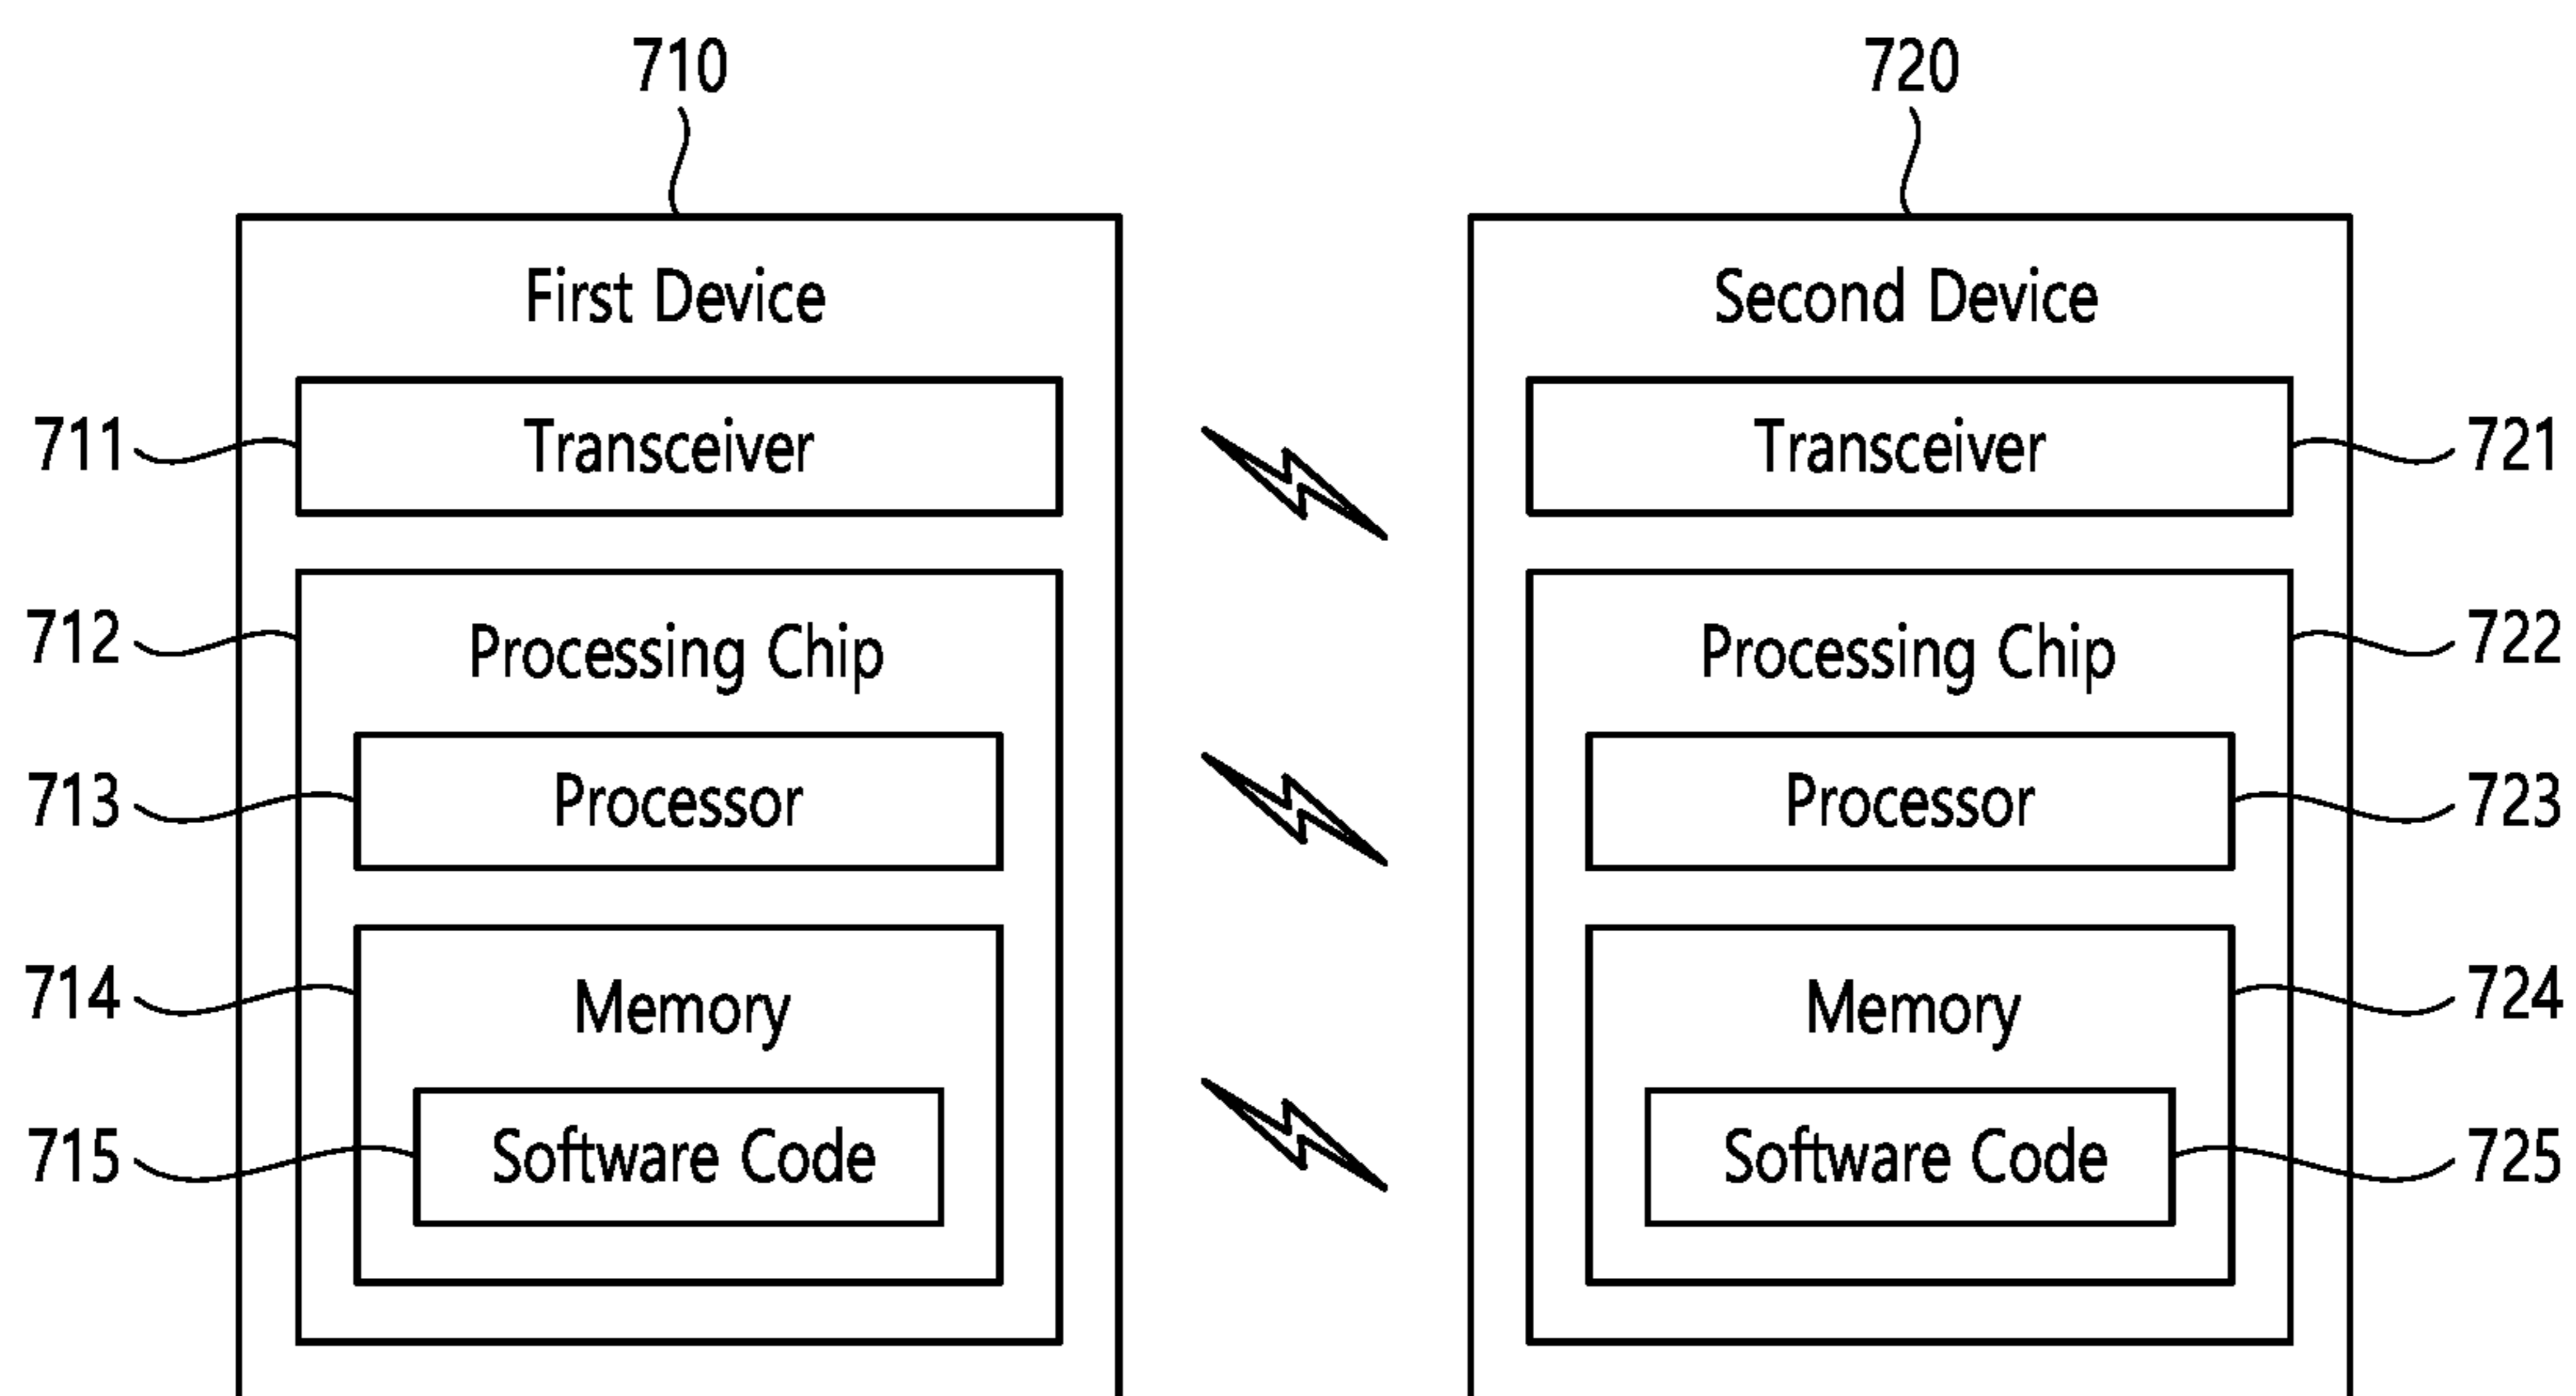 710
720
First Device
Second Device
711
Transceiver
Transceiver
721
712
Processing Chip
Processing Chip
722
713
Processor
Processor
723
714
Memory
Memory
724
715
Software Code
Software Code
725